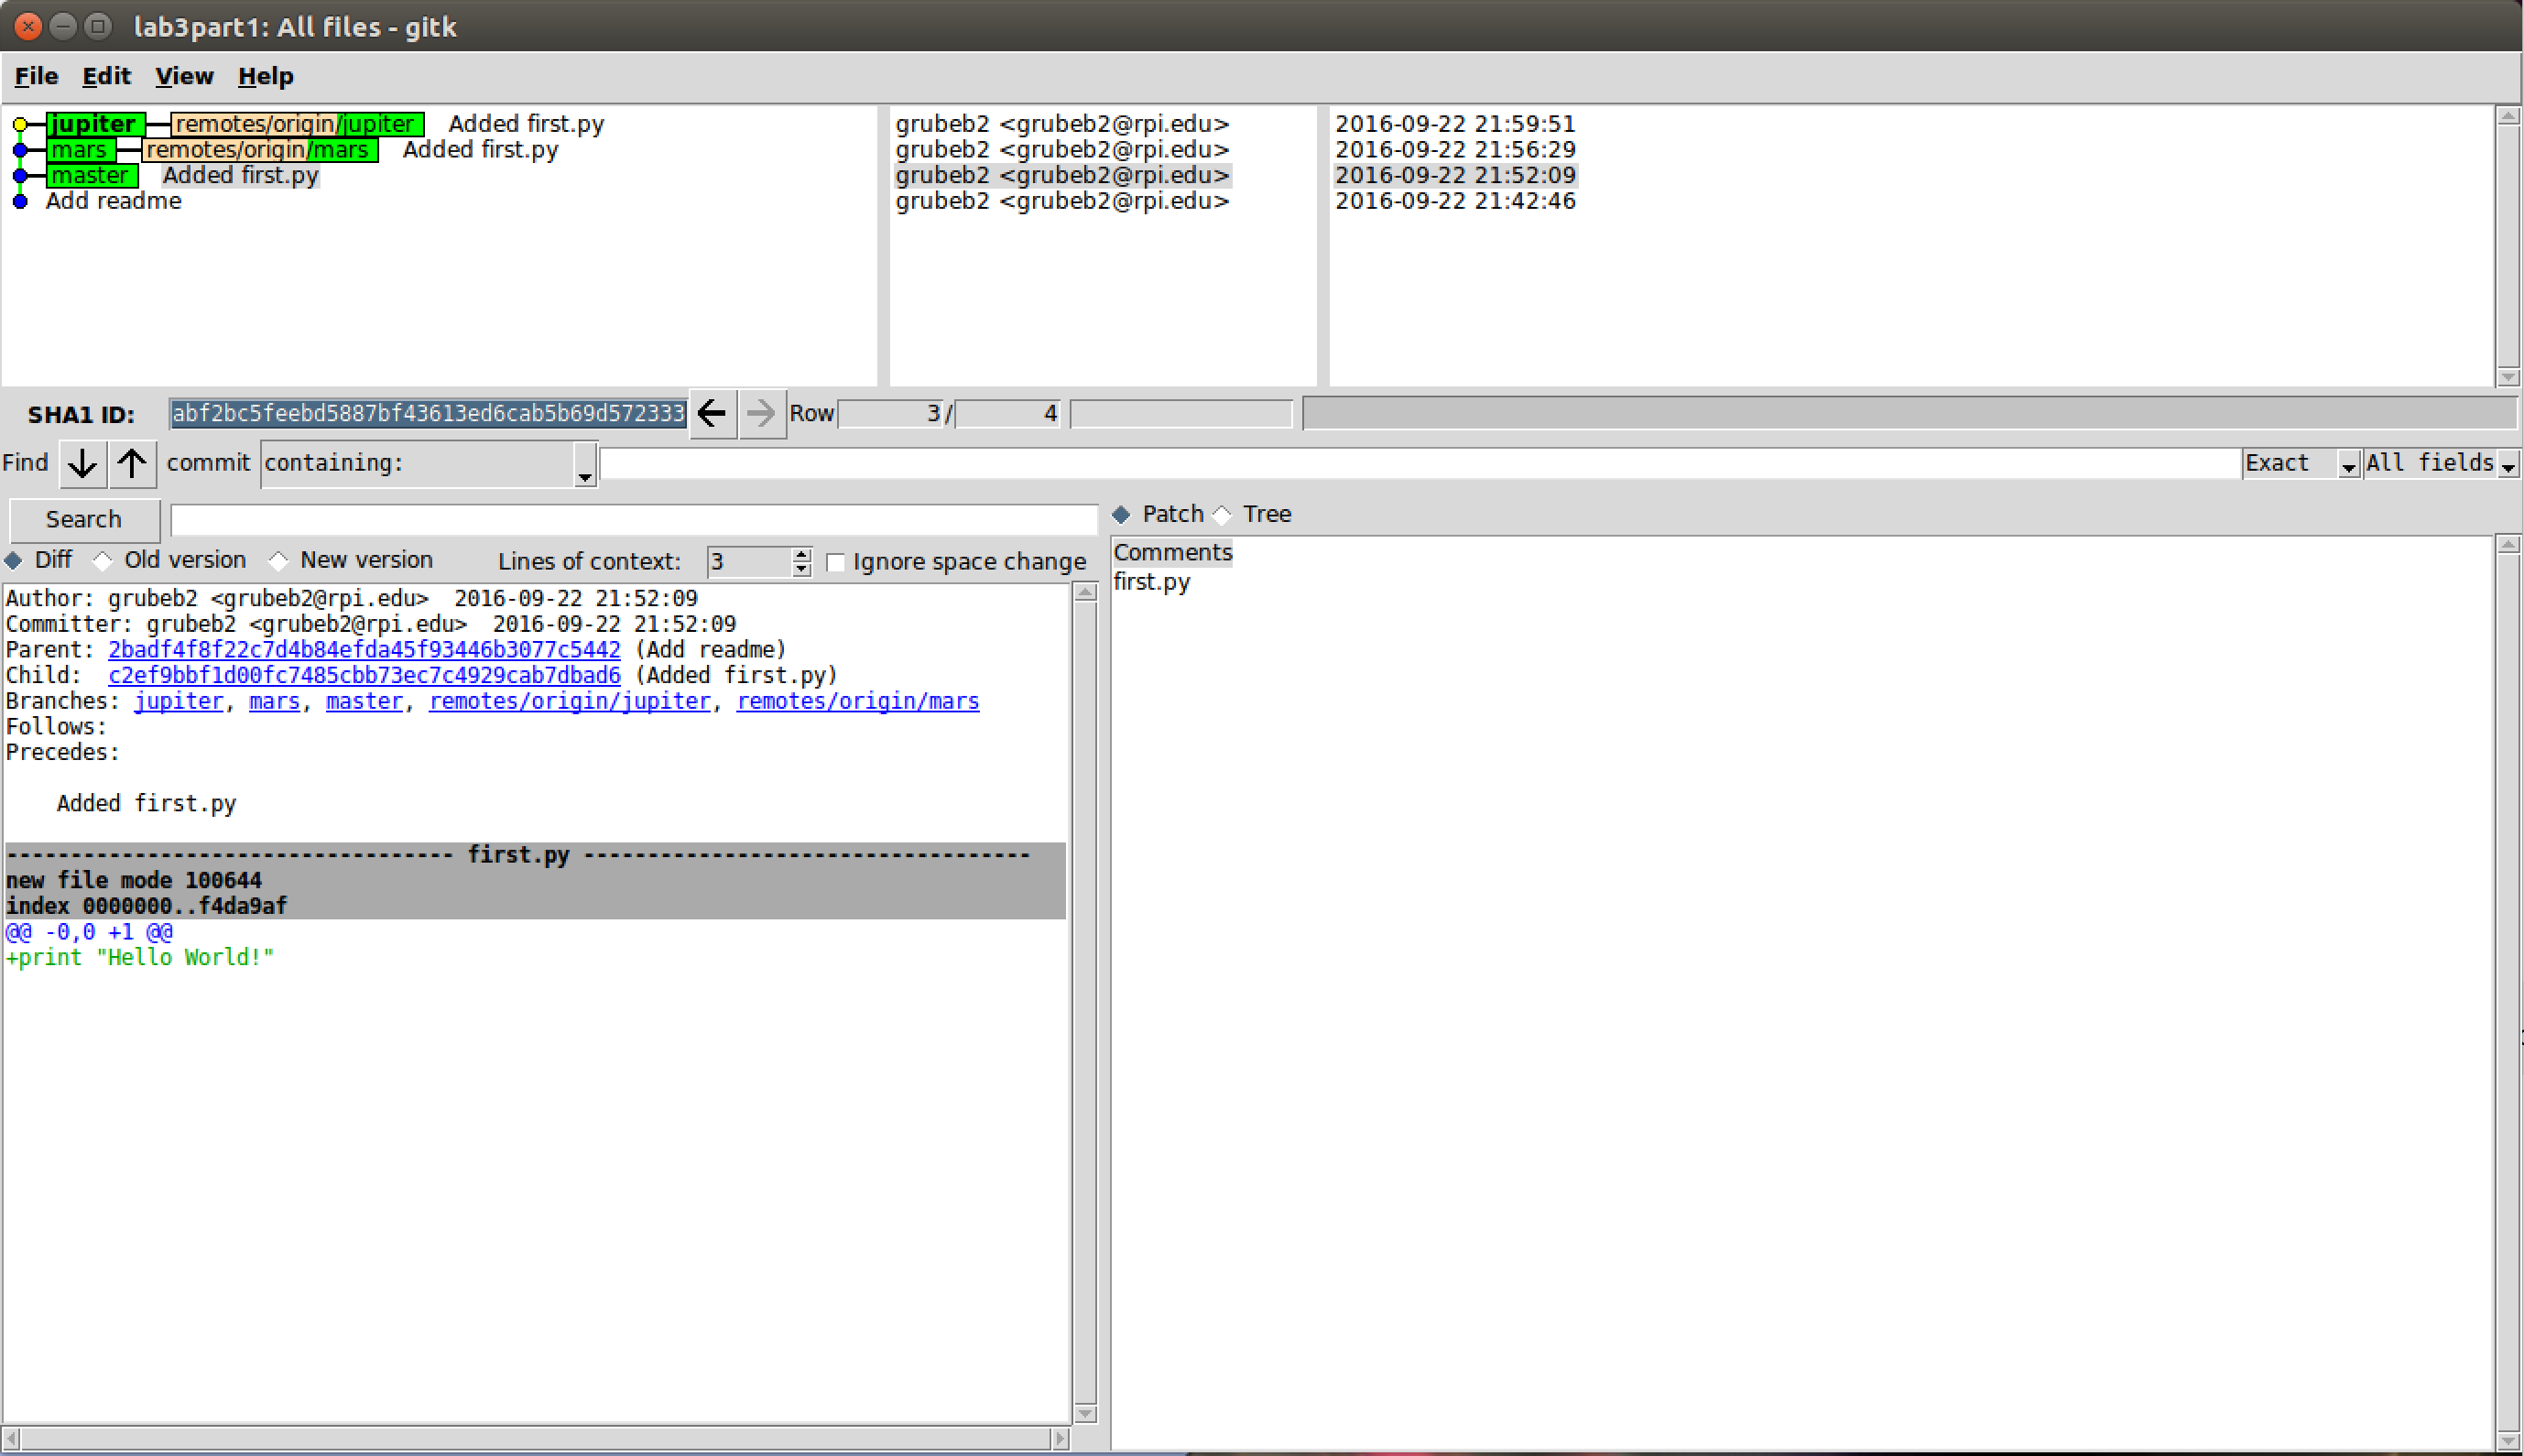 lab3part1: All files - gitk
File Edit View Help
jupiter remotes/origin/jupiter Added first.py grubeb2 <grubeb2@rpi.edu> 2016-09-22 21:59:51
mars remotes/origin/mars Added first.py grubeb2 <grubeb2@rpi.edu> 2016-09-22 21:56:29
master Added first.py grubeb2 <grubeb2@rpi.edu> 2016-09-22 21:52:09
Add readme grubeb2 <grubeb2@rpi.edu> 2016-09-22 21:42:46
SHA1 ID: abf2bc5feebd5887bf43613ed6cab5b69d572333 Row 3 / 4
Find commit containing: Exact All fields
Search
Patch Tree
Diff Old version New version Lines of context: 3 Ignore space change
Comments
first.py
Author: grubeb2 <grubeb2@rpi.edu> 2016-09-22 21:52:09
Committer: grubeb2 <grubeb2@rpi.edu> 2016-09-22 21:52:09
Parent: 2badf4f8f22c7d4b84efda45f93446b3077c5442 (Add readme)
Child: c2ef9bbf1d00fc7485cbb73ec7c4929cab7dbad6 (Added first.py)
Branches: jupiter, mars, master, remotes/origin/jupiter, remotes/origin/mars
Follows:
Precedes:
Added first.py
----------------------------------- first.py -----------------------------------
new file mode 100644
index 0000000..f4da9af
@@ -0,0 +1 @@
+print "Hello World!"